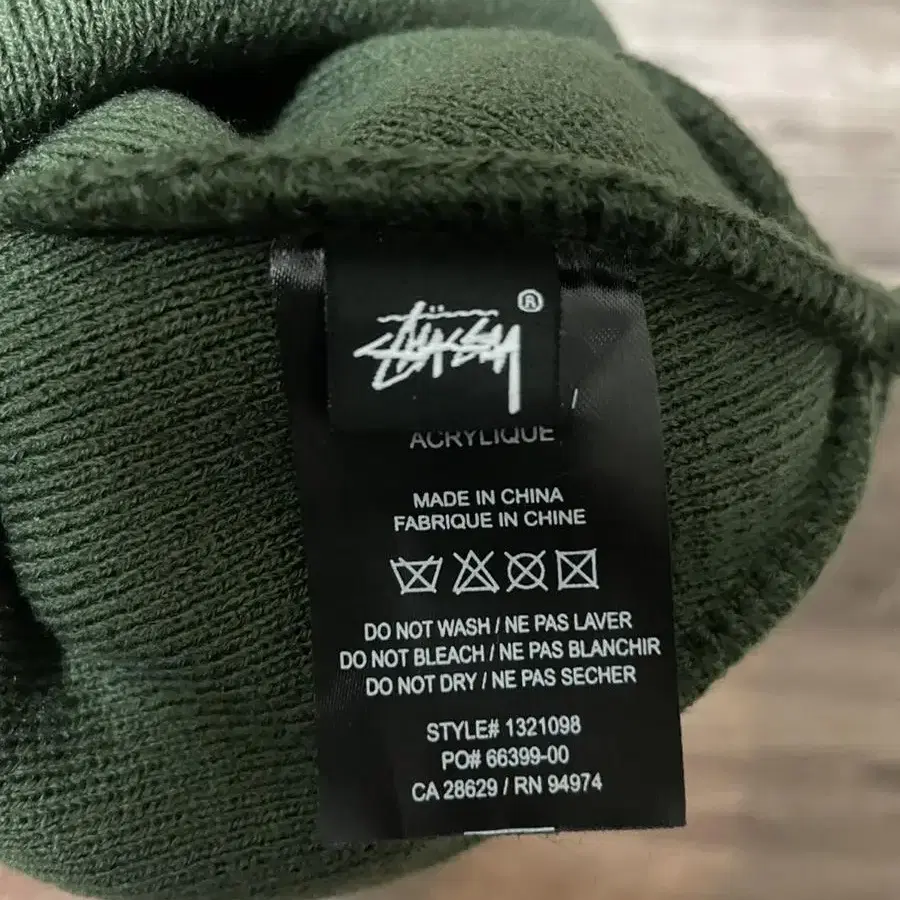 STÜSSY ®
ACRYLIQUE
MADE IN CHINA
FABRIQUE IN CHINE
DO NOT WASH / NE PAS LAVER
DO NOT BLEACH / NE PAS BLANCHIR
DO NOT DRY / NE PAS SECHER
STYLE# 1321098
PO# 66399-00
CA 28629 / RN 94974